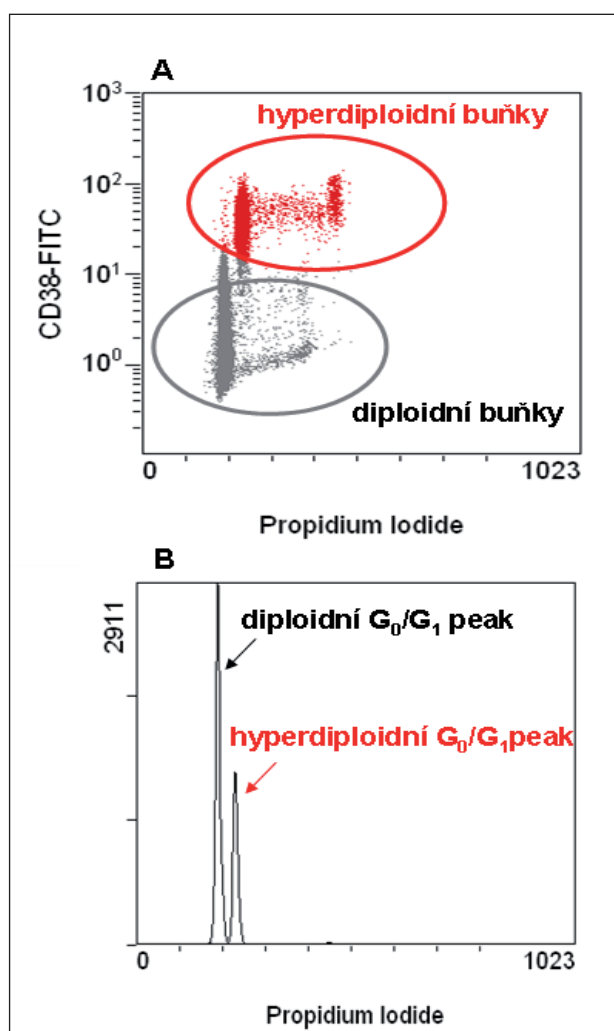 A
10³
hyperdiploidní buňky
10²
CD38-FITC
10¹
10⁰
diploidní buňky
0 1023
Propidium Iodide
B
2911
diploidní G₀/G₁ peak
hyperdiploidní G₀/G₁peak
0 1023
Propidium Iodide